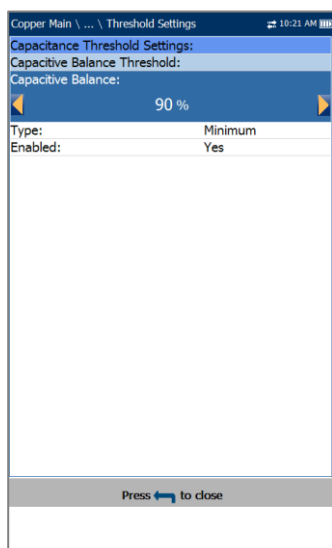 Copper Main \ ... \ Threshold Settings 10:21 AM
Capacitance Threshold Settings:
Capacitive Balance Threshold:
Capacitive Balance:
90 %
Type: Minimum
Enabled: Yes
Press to close